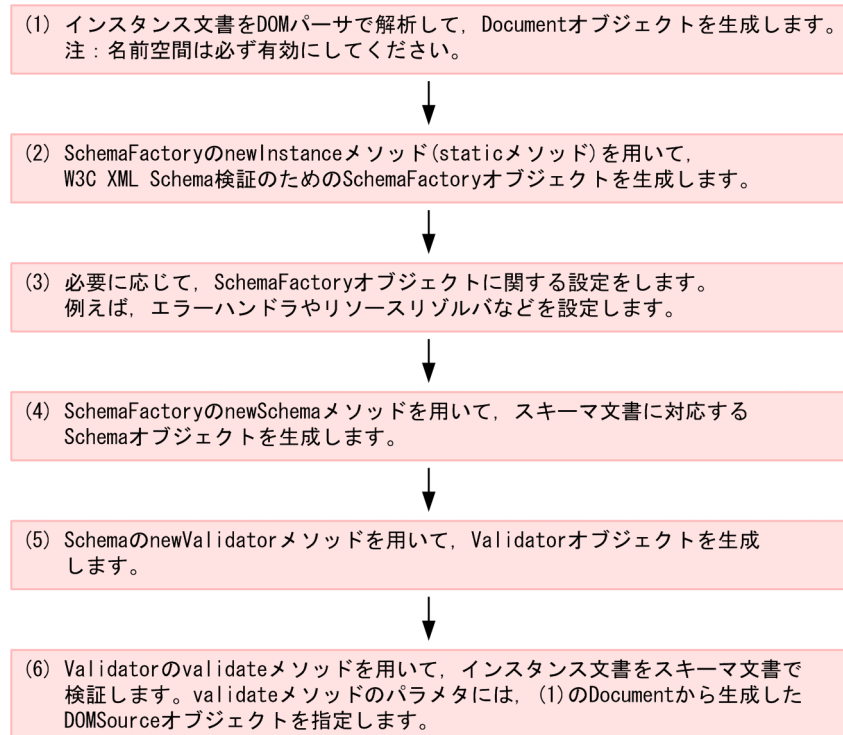 (1) インスタンス文書をDOMパーサで解析して，Documentオブジェクトを生成します。
注：名前空間は必ず有効にしてください。
(2) SchemaFactoryのnewInstanceメソッド(staticメソッド)を用いて，
W3C XML Schema検証のためのSchemaFactoryオブジェクトを生成します。
(3) 必要に応じて，SchemaFactoryオブジェクトに関する設定をします。
例えば，エラーハンドラやリソースリゾルバなどを設定します。
(4) SchemaFactoryのnewSchemaメソッドを用いて，スキーマ文書に対応する
Schemaオブジェクトを生成します。
(5) SchemaのnewValidatorメソッドを用いて，Validatorオブジェクトを生成
します。
(6) Validatorのvalidateメソッドを用いて，インスタンス文書をスキーマ文書で
検証します。validateメソッドのパラメタには，(1)のDocumentから生成した
DOMSourceオブジェクトを指定します。